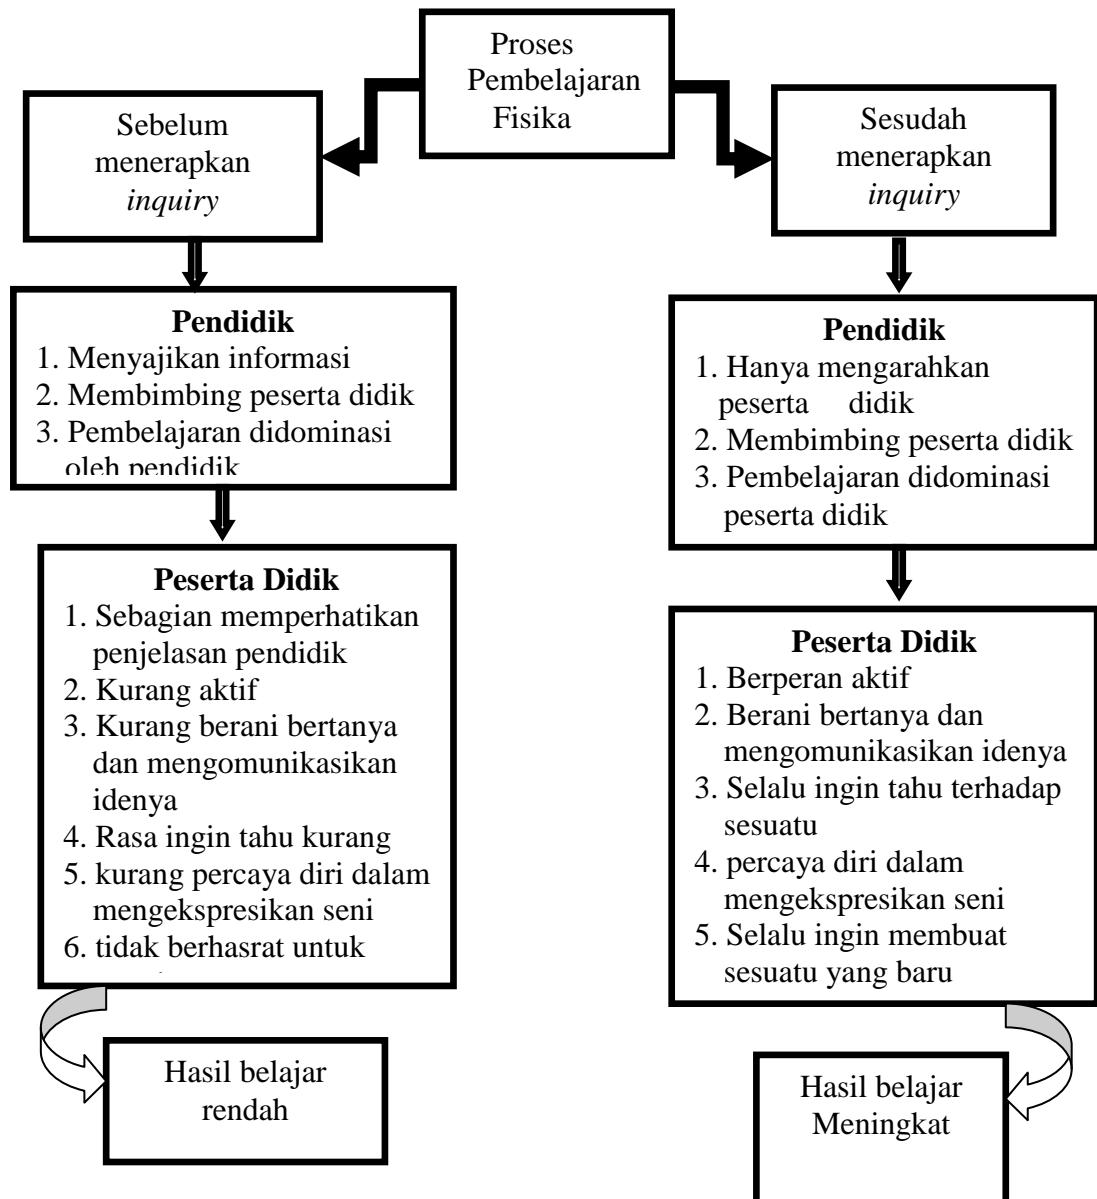 Proses
Pembelajaran
Fisika
Sebelum
menerapkan
inquiry
Pendidik
1. Menyajikan informasi
2. Membimbing peserta didik
3. Pembelajaran didominasi
oleh pendidik
Peserta Didik
1. Sebagian memperhatikan
penjelasan pendidik
2. Kurang aktif
3. Kurang berani bertanya
dan mengomunikasikan
idenya
4. Rasa ingin tahu kurang
5. kurang percaya diri dalam
mengekspresikan seni
6. tidak berhasrat untuk
Hasil belajar
rendah
Sesudah
menerapkan
inquiry
Pendidik
1. Hanya mengarahkan
peserta didik
2. Membimbing peserta didik
3. Pembelajaran didominasi
peserta didik
Peserta Didik
1. Berperan aktif
2. Berani bertanya dan
mengomunikasikan idenya
3. Selalu ingin tahu terhadap
sesuatu
4. percaya diri dalam
mengekspresikan seni
5. Selalu ingin membuat
sesuatu yang baru
Hasil belajar
Meningkat